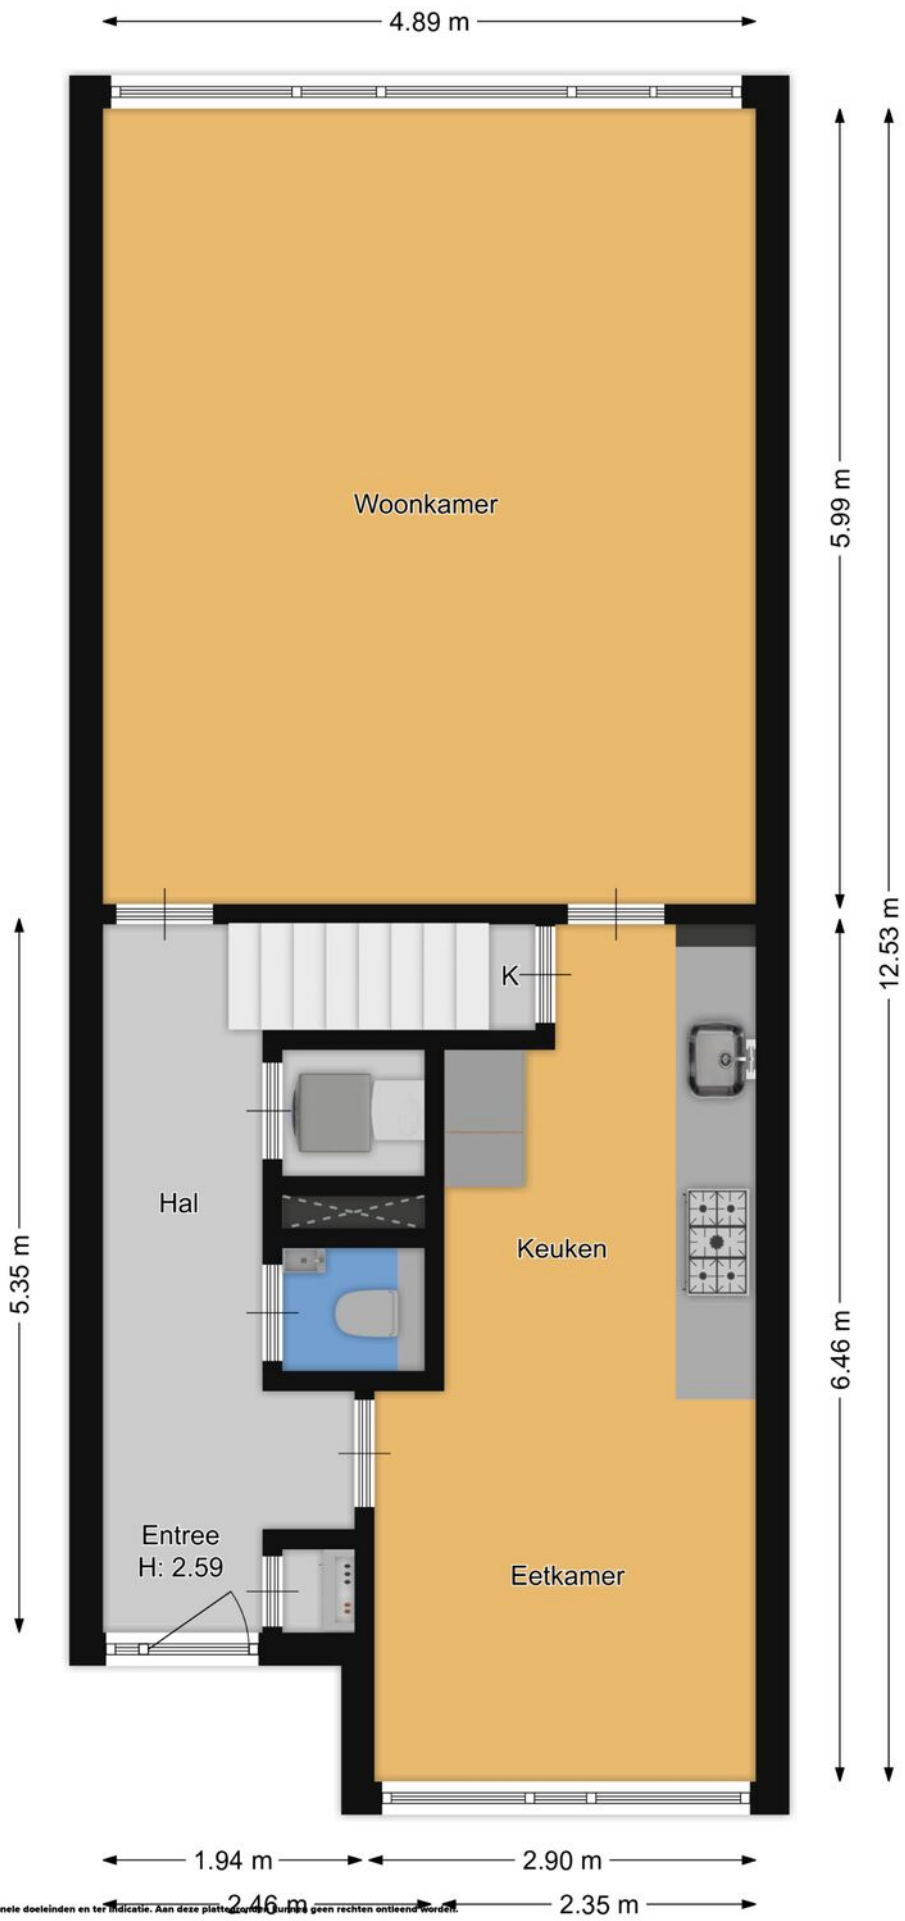 4.89 m
Woonkamer
5.99 m
12.53 m
K
Hal
5.35 m
Keuken
6.46 m
Entree
H: 2.59
Eetkamer
1.94 m
2.90 m
nele doeleinden en ter indicatie. Aan deze plattegronden kunnen geen rechten ontleend worden.
2.46 m
2.35 m